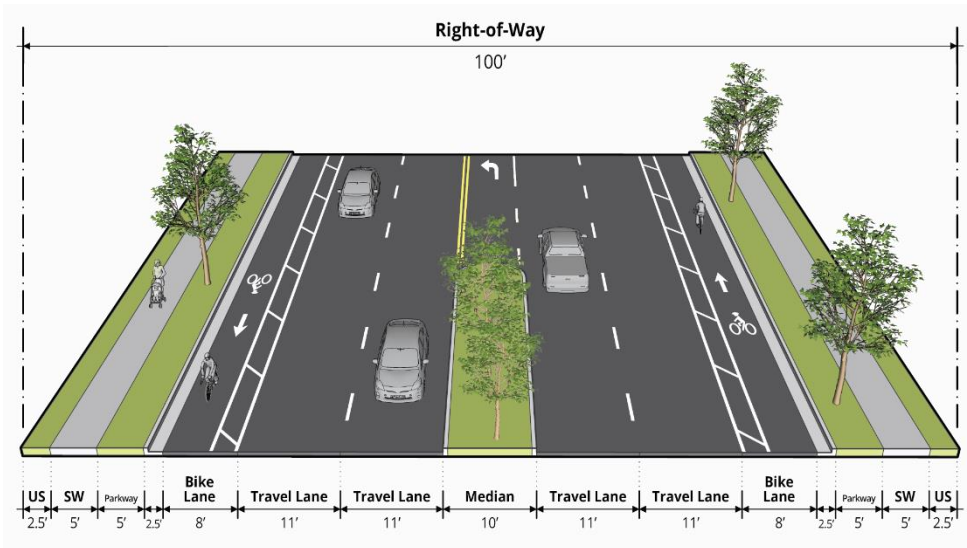 Right-of-Way
100'
US SW Parkway Bike Lane Travel Lane Travel Lane Median Travel Lane Travel Lane Bike Lane Parkway SW US
2.5' 5' 5' 2.5' 8' 11' 11' 10' 11' 11' 8' 2.5' 5' 5' 2.5'